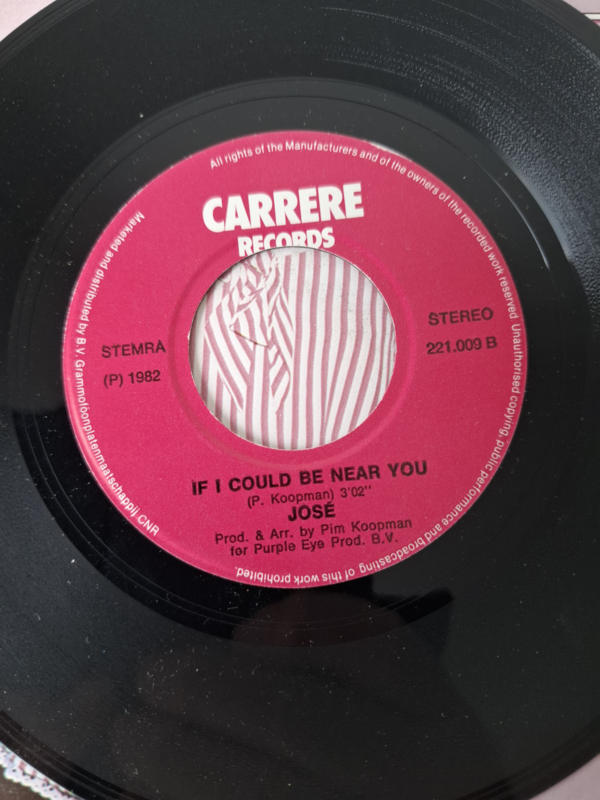 All rights of the Manufacturers and of the owners of the recorded work reserved. Unauthorised copying, public performance and broadcasting of this work prohibited.
CARRERE
RECORDS
Marketed and distributed by B.V. Grammofoonplatenmaatschappij CNR
STEMRA
(P) 1982
STEREO
221.009 B
IF I COULD BE NEAR YOU
(P. Koopman) 3'02"
JOSÉ
Prod. & Arr. by Pim Koopman
for Purple Eye Prod. B.V.